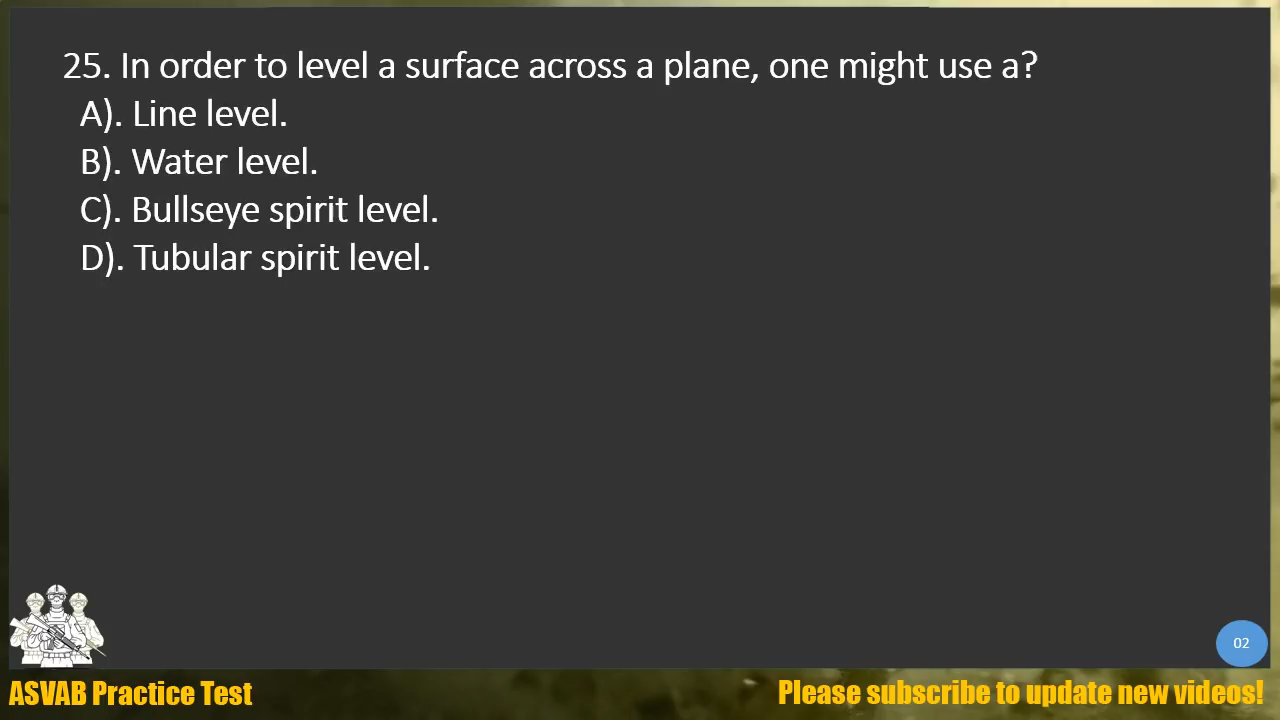 25. In order to level a surface across a plane, one might use a?
A). Line level.
B). Water level.
C). Bullseye spirit level.
D). Tubular spirit level.
02
ASVAB Practice Test
Please subscribe to update new videos!